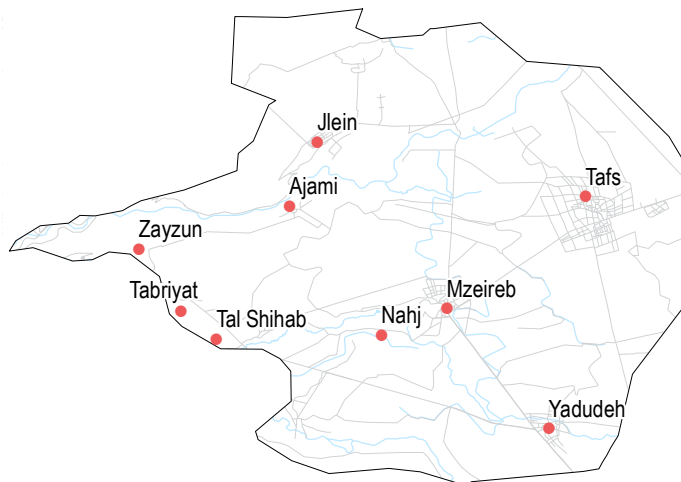 Jlein
Tafs
Ajami
Zayzun
Tabriyat
Mzeireb
Tal Shihab
Nahj
Yadudeh